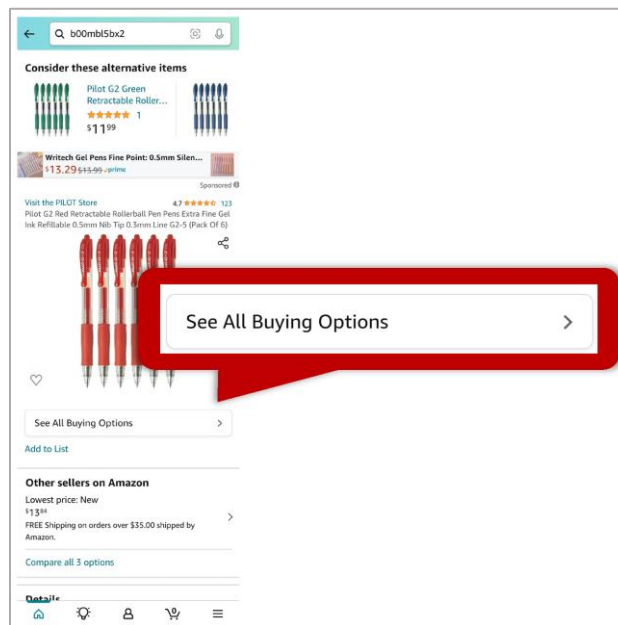 b00mbl5bx2
Consider these alternative items
Pilot G2 Green
Retractable Roller...
1
$1199
Writech Gel Pens Fine Point: 0.5mm Silen...
$13.29 $13.99 prime
Sponsored
Visit the PILOT Store 4.7 123
Pilot G2 Red Retractable Rollerball Pen Pens Extra Fine Gel
Ink Refillable 0.5mm Nib Tip 0.3mm Line G2-5 (Pack Of 6)
See All Buying Options
See All Buying Options
Add to List
Other sellers on Amazon
Lowest price: New
$1384
FREE Shipping on orders over $35.00 shipped by
Amazon.
Compare all 3 options
Details
0